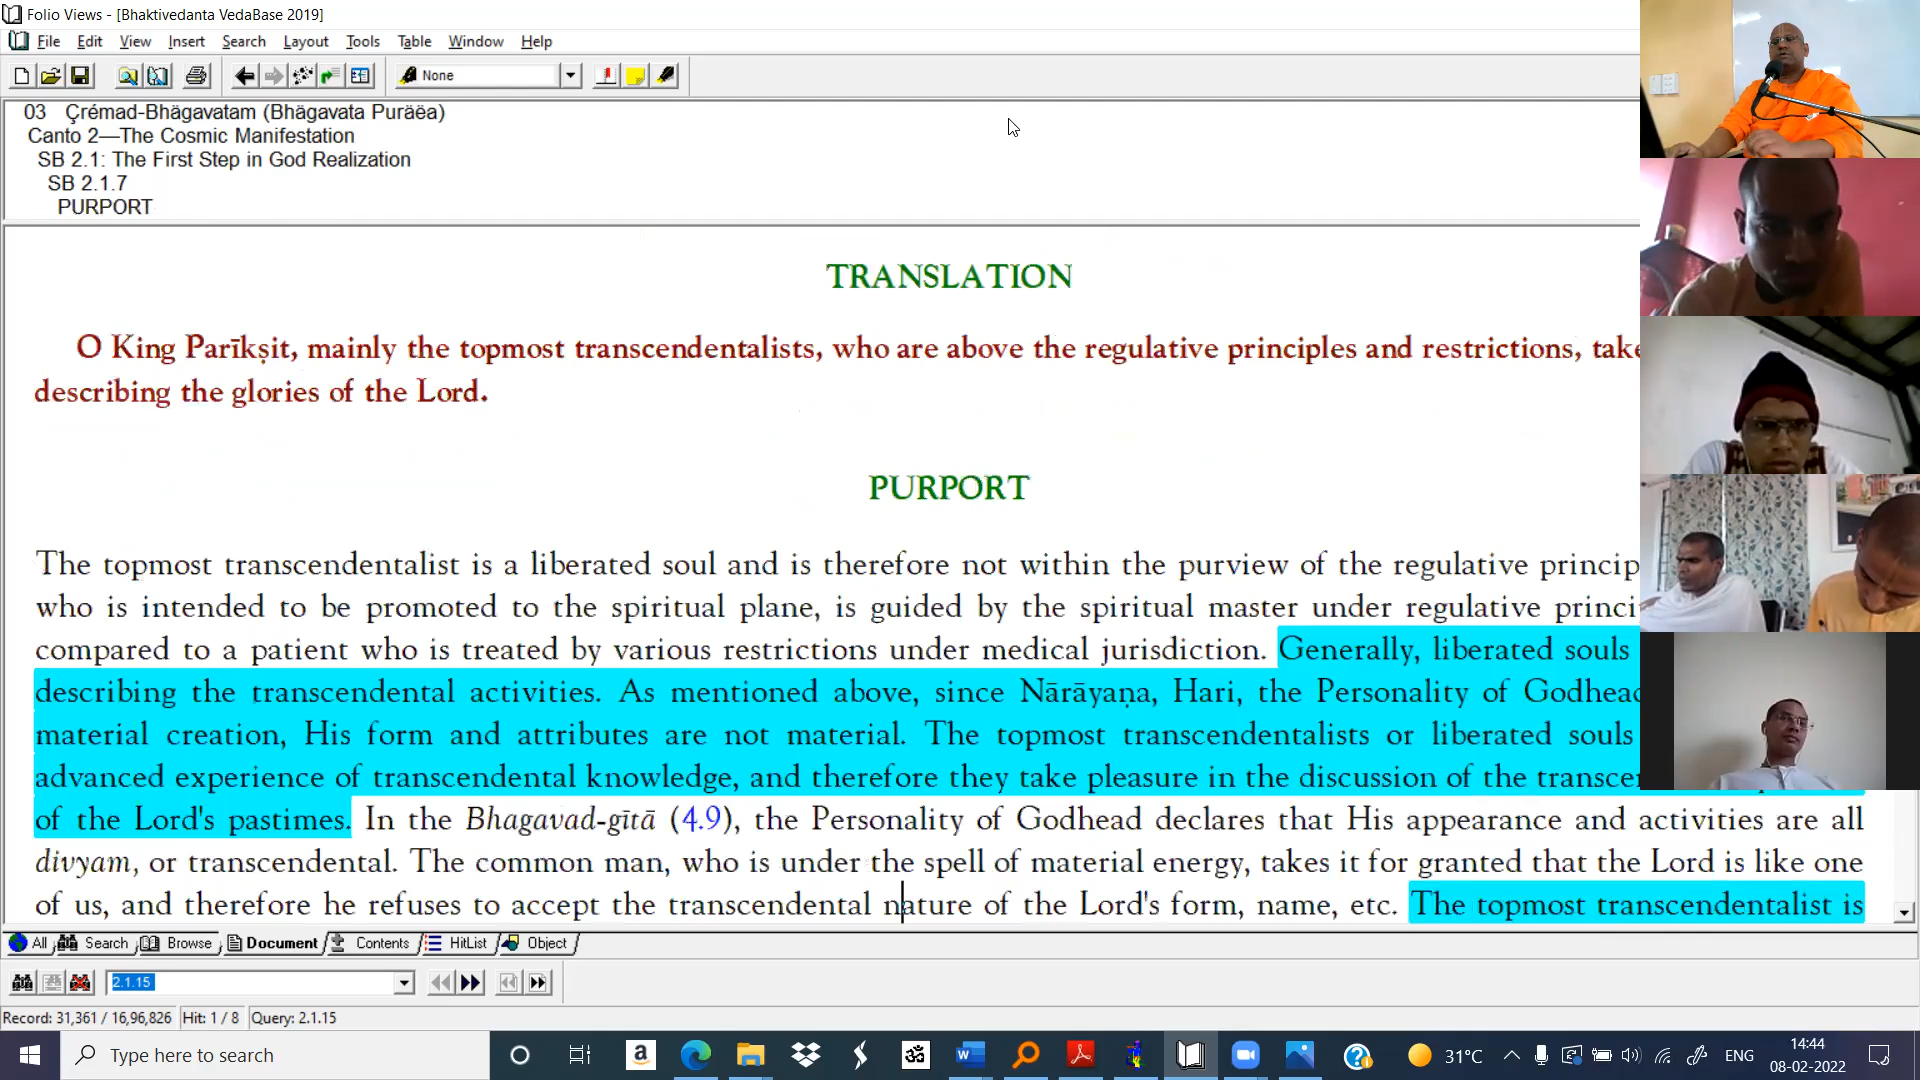 Folio Views - [Bhaktivedanta VedaBase 2019]
File Edit View Insert Search Layout Tools Table Window Help
None
03 Çrémad-Bhägavatam (Bhägavata Puräëa)
Canto 2—The Cosmic Manifestation
SB 2.1: The First Step in God Realization
SB 2.1.7
PURPORT
TRANSLATION
O King Parīkṣit, mainly the topmost transcendentalists, who are above the regulative principles and restrictions, take
describing the glories of the Lord.
PURPORT
The topmost transcendentalist is a liberated soul and is therefore not within the purview of the regulative princip
who is intended to be promoted to the spiritual plane, is guided by the spiritual master under regulative princi
compared to a patient who is treated by various restrictions under medical jurisdiction. Generally, liberated souls
describing the transcendental activities. As mentioned above, since Nārāyaṇa, Hari, the Personality of Godhead
material creation, His form and attributes are not material. The topmost transcendentalists or liberated souls
advanced experience of transcendental knowledge, and therefore they take pleasure in the discussion of the transcen
of the Lord's pastimes. In the Bhagavad-gītā (4.9), the Personality of Godhead declares that His appearance and activities are all
divyam, or transcendental. The common man, who is under the spell of material energy, takes it for granted that the Lord is like one
of us, and therefore he refuses to accept the transcendental nature of the Lord's form, name, etc. The topmost transcendentalist is
All Search Browse Document Contents HitList Object
2.1.15
Record: 31,361 / 16,96,826 Hit: 1 / 8 Query: 2.1.15
Type here to search
31°C
ENG
14:44
08-02-2022